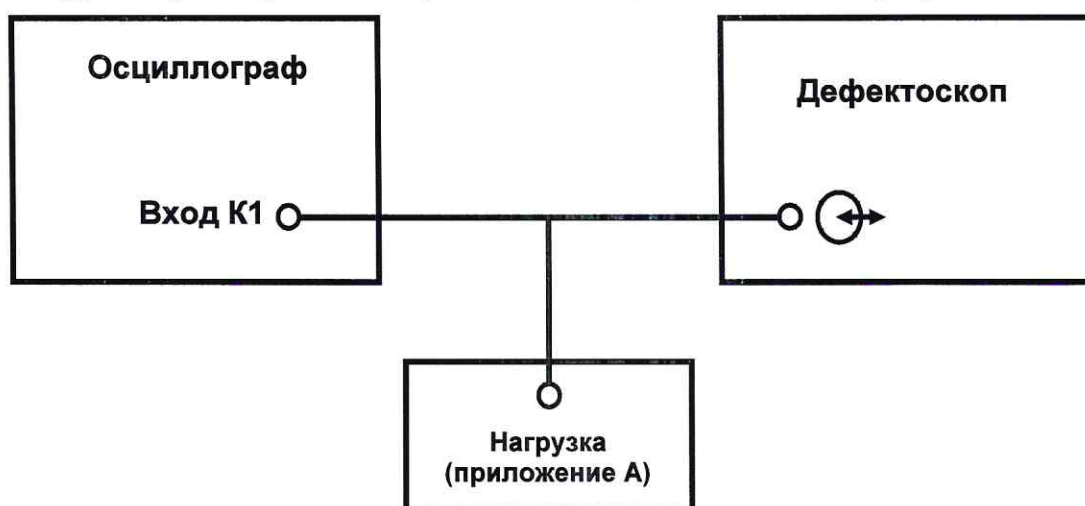 Осциллограф
Дефектоскоп
Вход К1
Нагрузка
(приложение А)